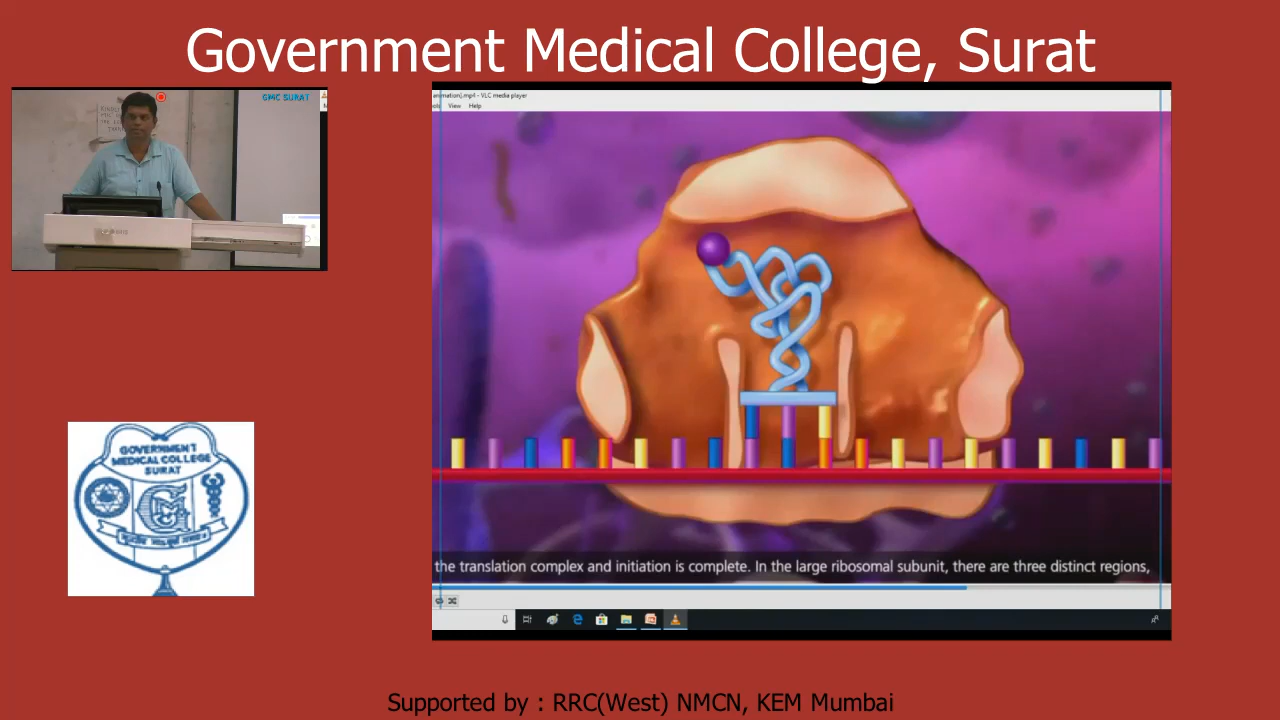 Government Medical College, Surat
GMC SURAT
animation).mp4 - VLC media player
View Help
the translation complex and initiation is complete. In the large ribosomal subunit, there are three distinct regions,
GOVERNMENT
MEDICAL COLLEGE
SURAT
Supported by : RRC(West) NMCN, KEM Mumbai